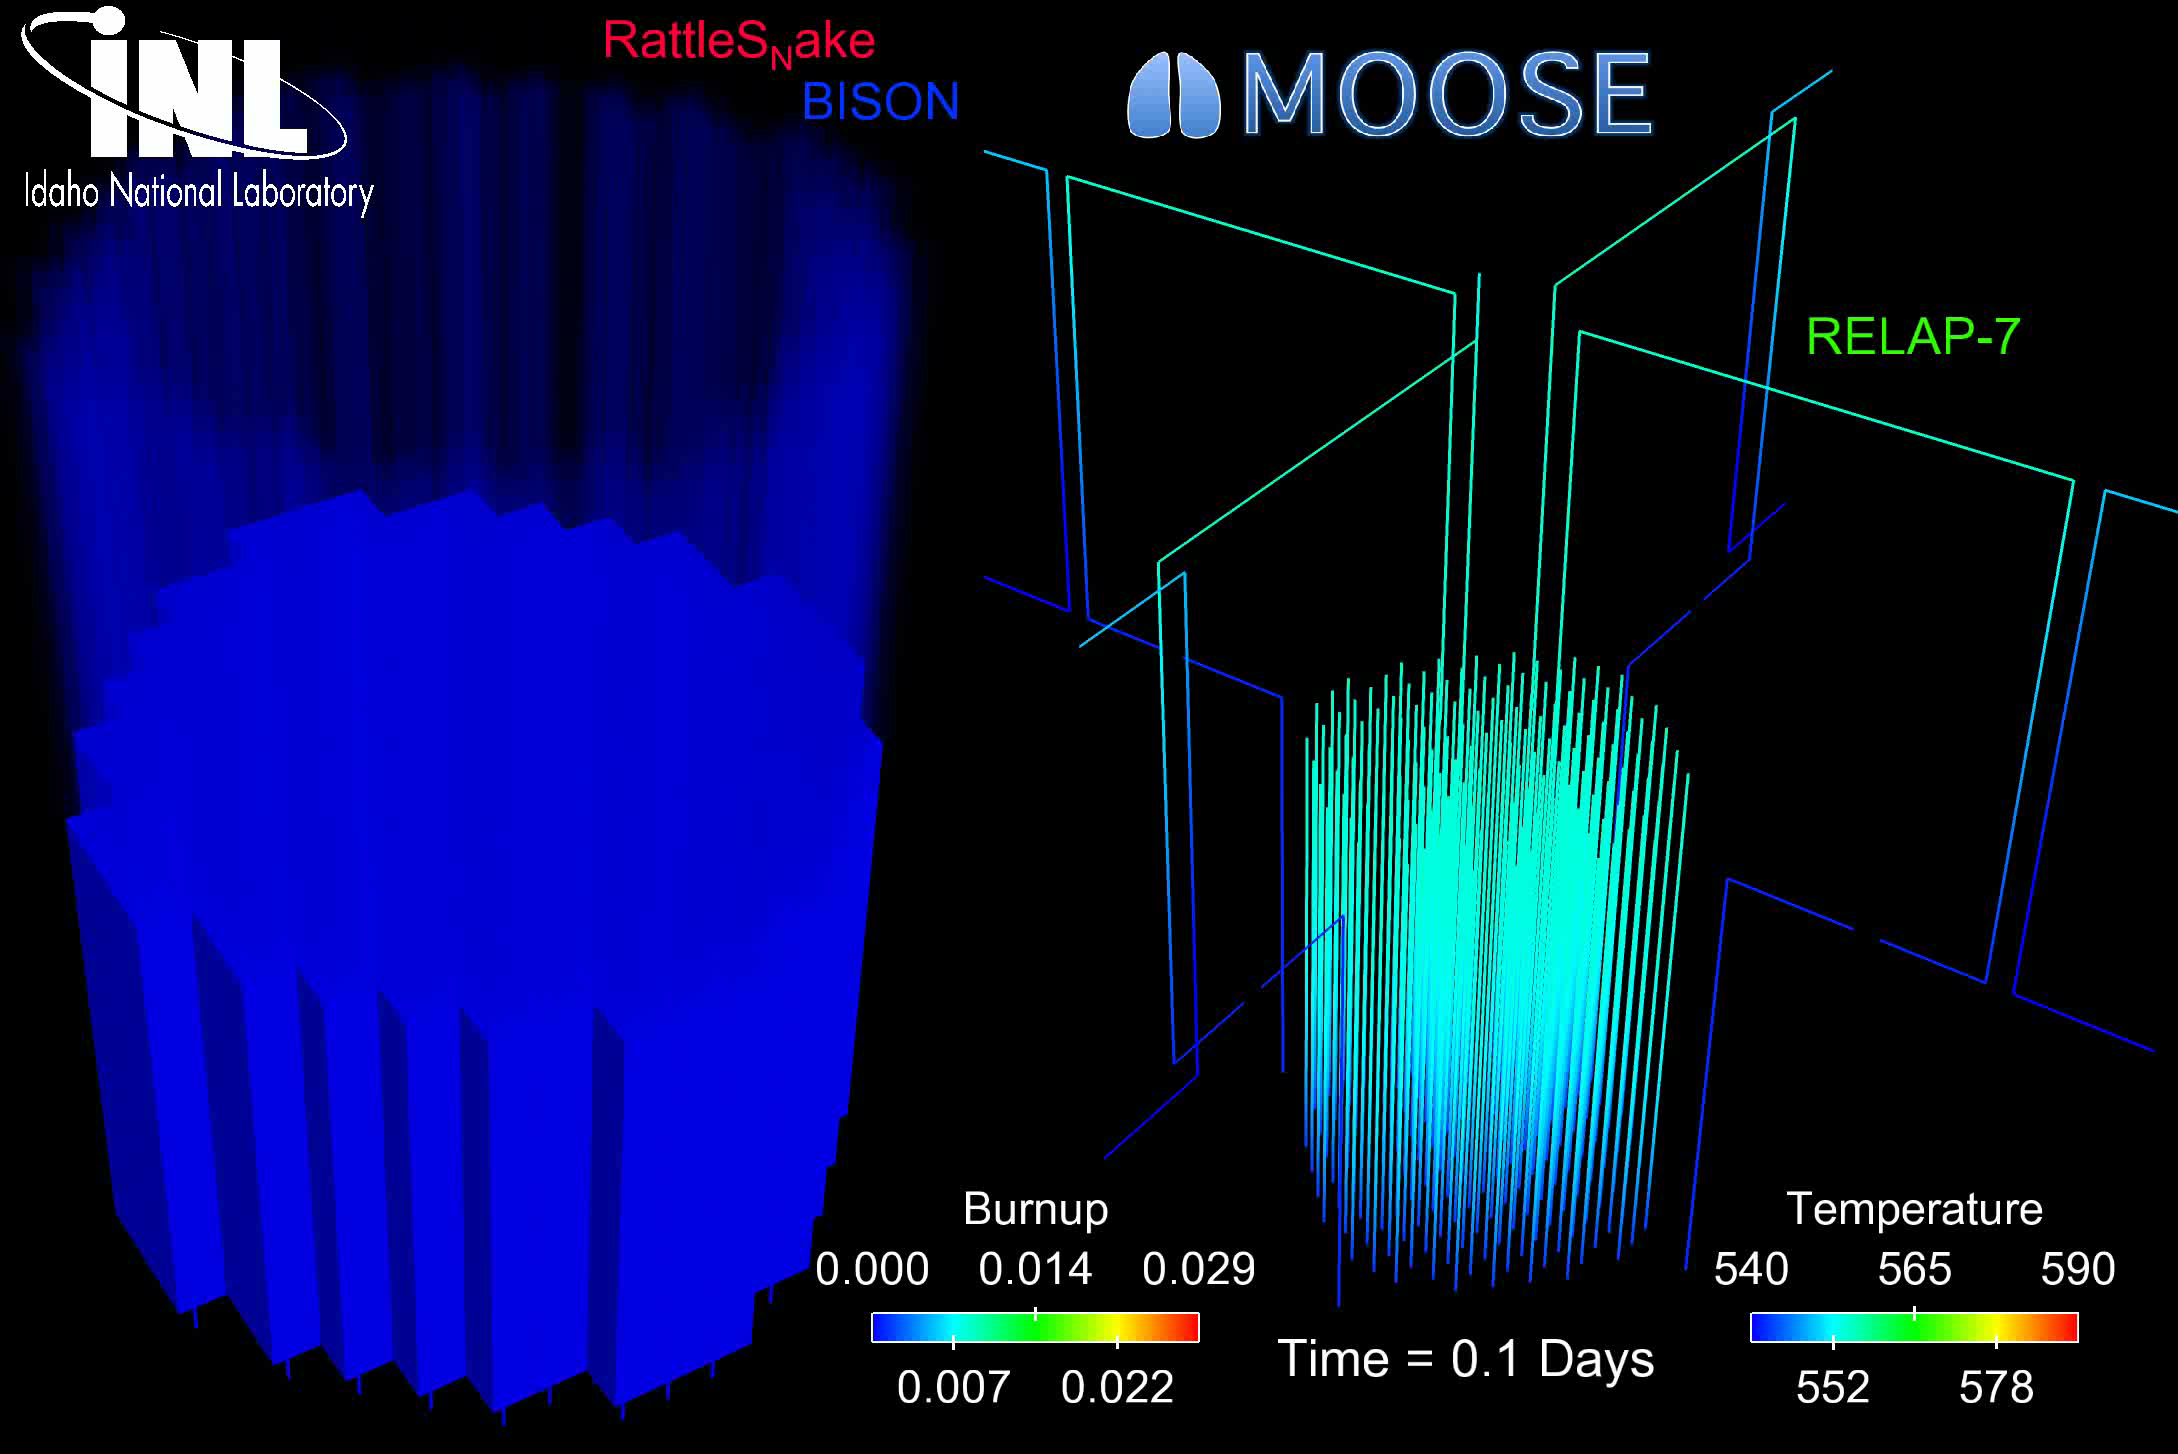 iNL
Idaho National Laboratory
RattleSNake
BISON
MOOSE
RELAP-7
Burnup
0.000 0.014 0.029
0.007 0.022
Time = 0.1 Days
Temperature
540 565 590
552 578